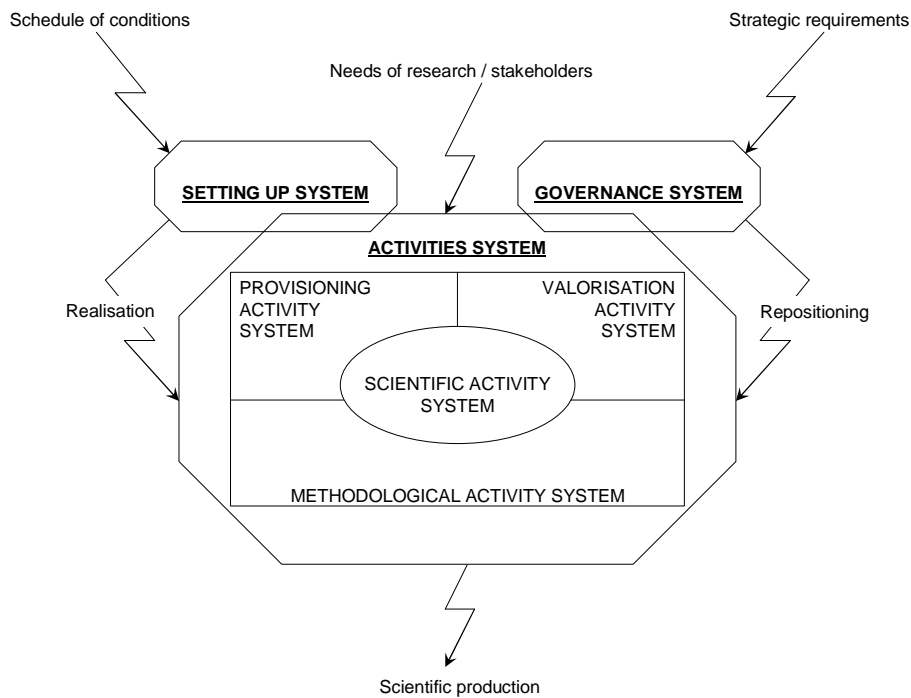 Schedule of conditions
Strategic requirements
Needs of research / stakeholders
SETTING UP SYSTEM
GOVERNANCE SYSTEM
ACTIVITIES SYSTEM
PROVISIONING
ACTIVITY
SYSTEM
VALORISATION
ACTIVITY
SYSTEM
Realisation
Repositioning
SCIENTIFIC ACTIVITY
SYSTEM
METHODOLOGICAL ACTIVITY SYSTEM
Scientific production